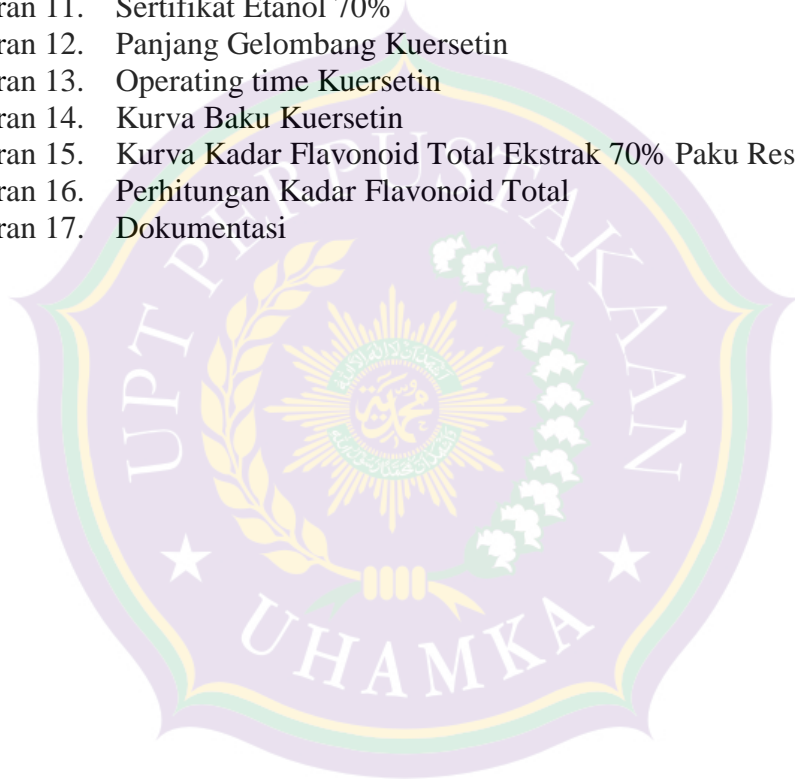 ran 11. Sertifikat Etanol 70%
ran 12. Panjang Gelombang Kuersetin
ran 13. Operating time Kuersetin
ran 14. Kurva Baku Kuersetin
ran 15. Kurva Kadar Flavonoid Total Ekstrak 70% Paku Res
ran 16. Perhitungan Kadar Flavonoid Total
ran 17. Dokumentasi
UPT PERPUSTAKAAN
محمدية
UHAMKA